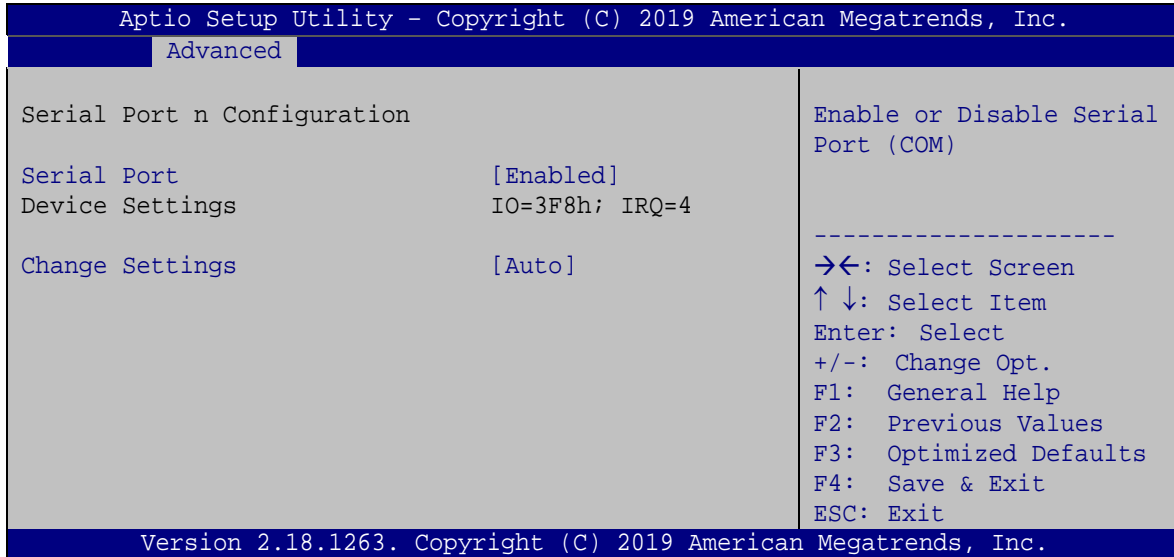 Aptio Setup Utility – Copyright (C) 2019 American Megatrends, Inc.
Advanced
Serial Port n Configuration
Serial Port [Enabled]
Device Settings IO=3F8h; IRQ=4
Change Settings [Auto]
Enable or Disable Serial
Port (COM)
---------------------
→←: Select Screen
↑ ↓: Select Item
Enter: Select
+/-: Change Opt.
F1: General Help
F2: Previous Values
F3: Optimized Defaults
F4: Save & Exit
ESC: Exit
Version 2.18.1263. Copyright (C) 2019 American Megatrends, Inc.